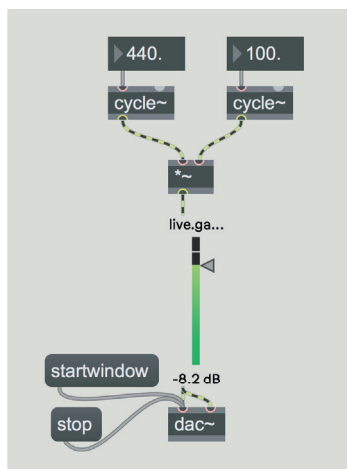 440.
100.
cycle~
cycle~
*~
live.ga...
-8.2 dB
startwindow
stop
dac~